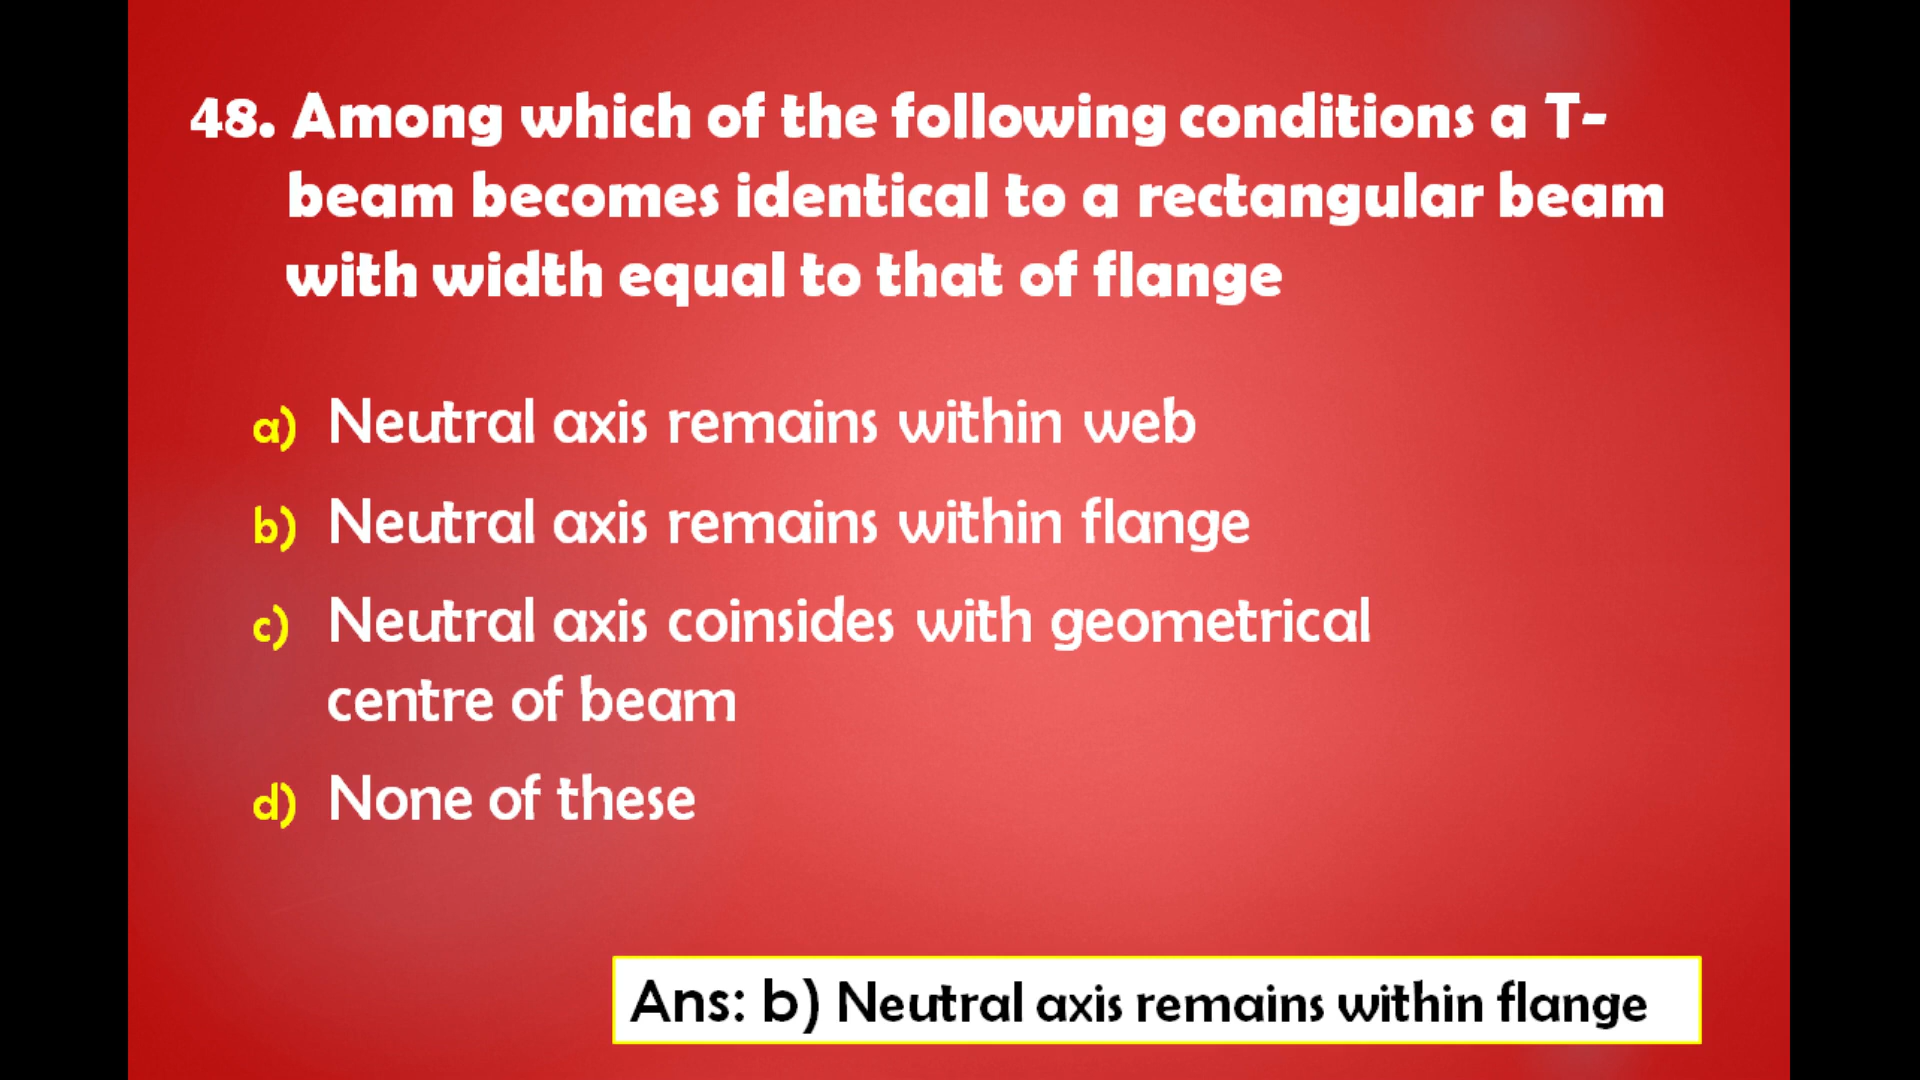 48. Among which of the following conditions a T-
beam becomes identical to a rectangular beam
with width equal to that of flange
a) Neutral axis remains within web
b) Neutral axis remains within flange
c) Neutral axis coinsides with geometrical
centre of beam
d) None of these
Ans: b) Neutral axis remains within flange